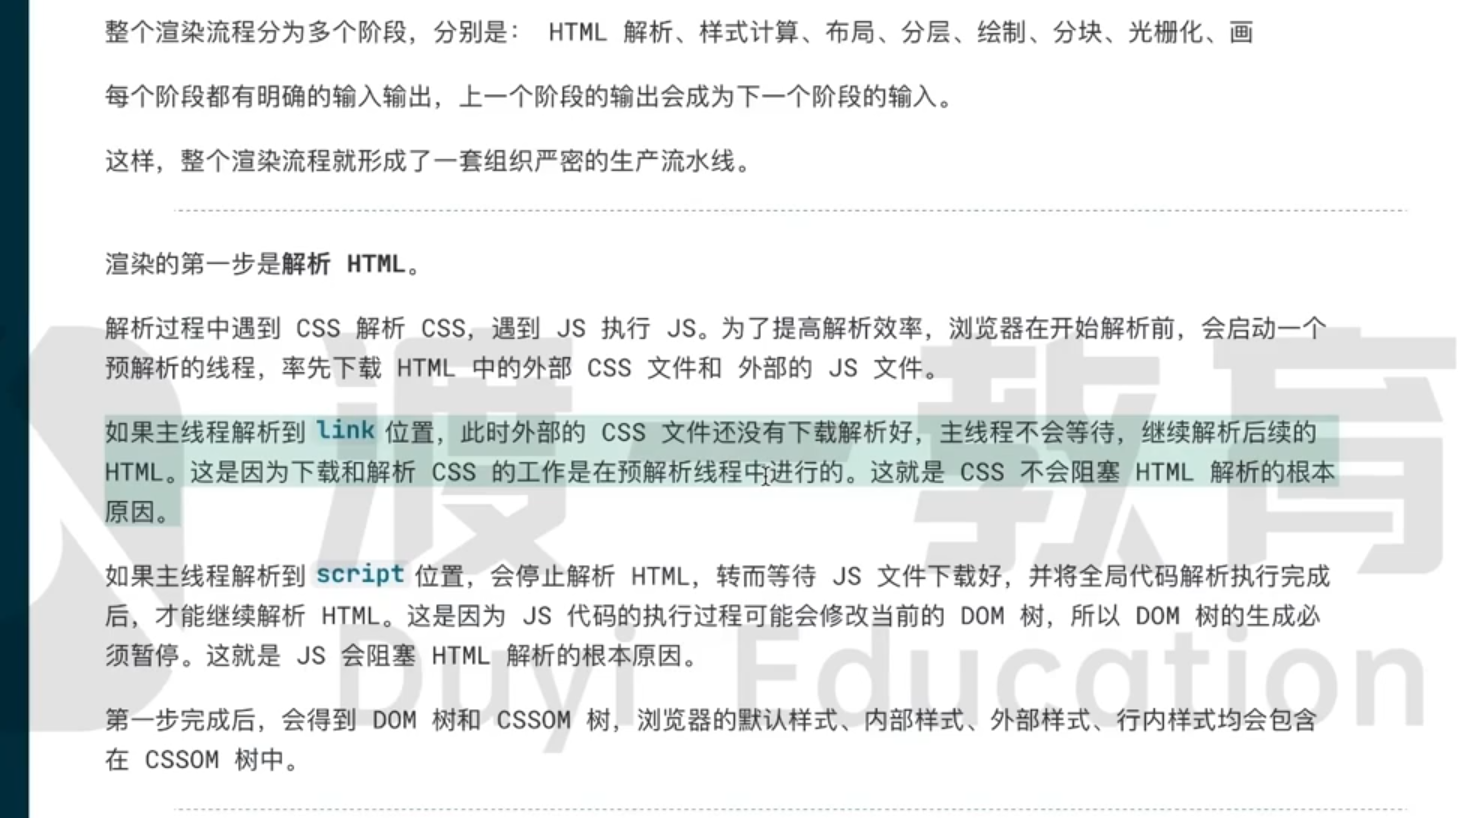 整个渲染流程分为多个阶段，分别是： HTML 解析、样式计算、布局、分层、绘制、分块、光栅化、画
每个阶段都有明确的输入输出，上一个阶段的输出会成为下一个阶段的输入。
这样，整个渲染流程就形成了一套组织严密的生产流水线。
渲染的第一步是解析 HTML。
解析过程中遇到 CSS 解析 CSS，遇到 JS 执行 JS。为了提高解析效率，浏览器在开始解析前，会启动一个
预解析的线程，率先下载 HTML 中的外部 CSS 文件和 外部的 JS 文件。
如果主线程解析到 link 位置，此时外部的 CSS 文件还没有下载解析好，主线程不会等待，继续解析后续的
HTML。这是因为下载和解析 CSS 的工作是在预解析线程中进行的。这就是 CSS 不会阻塞 HTML 解析的根本
原因。
如果主线程解析到 script 位置，会停止解析 HTML，转而等待 JS 文件下载好，并将全局代码解析执行完成
后，才能继续解析 HTML。这是因为 JS 代码的执行过程可能会修改当前的 DOM 树，所以 DOM 树的生成必
须暂停。这就是 JS 会阻塞 HTML 解析的根本原因。
第一步完成后，会得到 DOM 树和 CSSOM 树，浏览器的默认样式、内部样式、外部样式、行内样式均会包含
在 CSSOM 树中。
渡一教育
Duyi Education